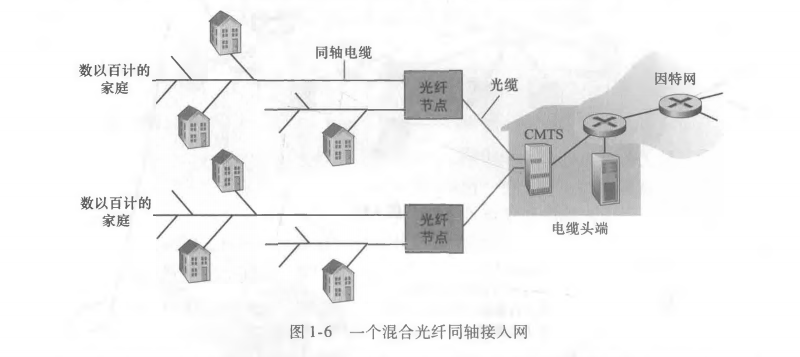 同轴电缆
数以百计的
家庭
光纤
节点
光缆
因特网
CMTS
数以百计的
家庭
光纤
节点
电缆头端
图 1-6 一个混合光纤同轴接入网